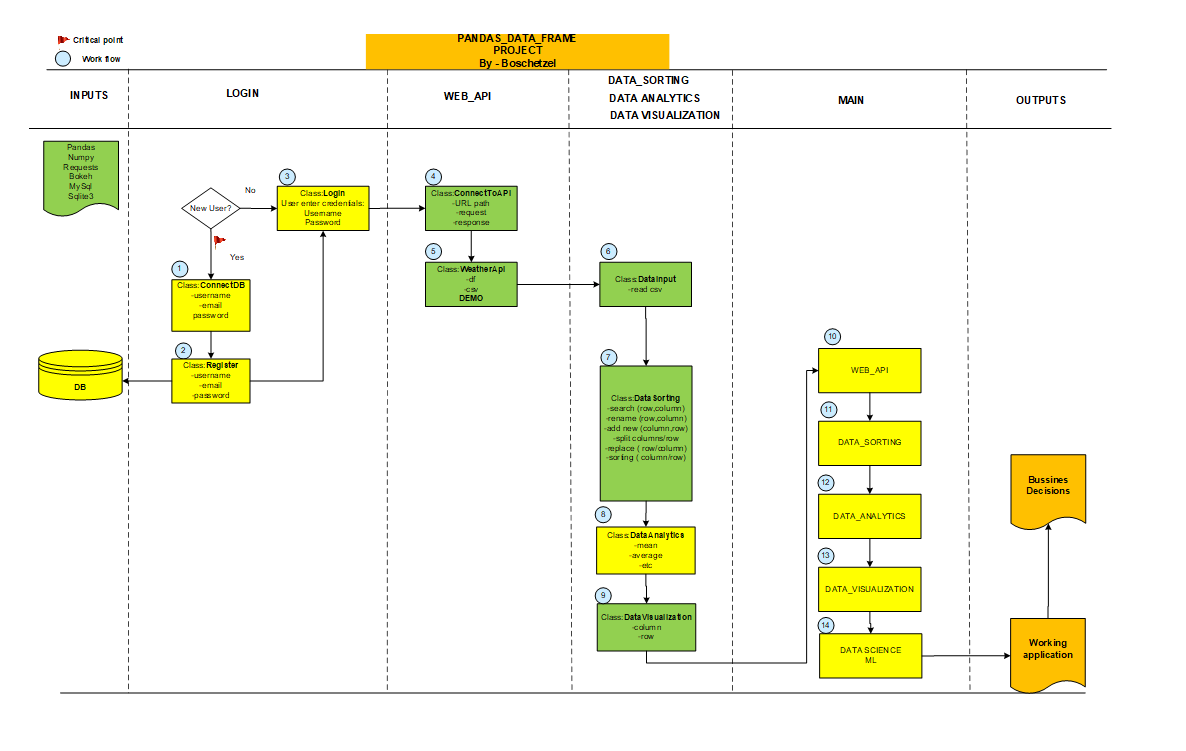 Critical point
Work flow
PANDAS_DATA_FRAME
PROJECT
By - Boschetzel
INPUTS
LOGIN
WEB_API
DATA_SORTING
DATA ANALYTICS
DATA VISUALIZATION
MAIN
OUTPUTS
Pandas
Numpy
Requests
Bokeh
MySql
Sqlite3
New User?
No
Yes
1
Class:ConnectDB
-username
-email
password
2
Class:Register
-username
-email
-password
DB
3
Class:Login
User enter credentials:
Username
Password
4
Class:ConnectToAPI
-URL path
-request
-response
5
Class:WeatherApi
-df
-csv
DEMO
6
Class:DataInput
-read csv
7
Class:DataSorting
-search (row,column)
-rename (row,column)
-add new (column,row)
-split columns/row
-replace ( row/column)
-sorting ( column/row)
8
Class:DataAnalytics
-mean
-average
-etc
9
Class:DataVisualization
-column
-row
10
WEB_API
11
DATA_SORTING
12
DATA_ANALYTICS
13
DATA_VISUALIZATION
14
DATA SCIENCE
ML
Bussines
Decisions
Working
application